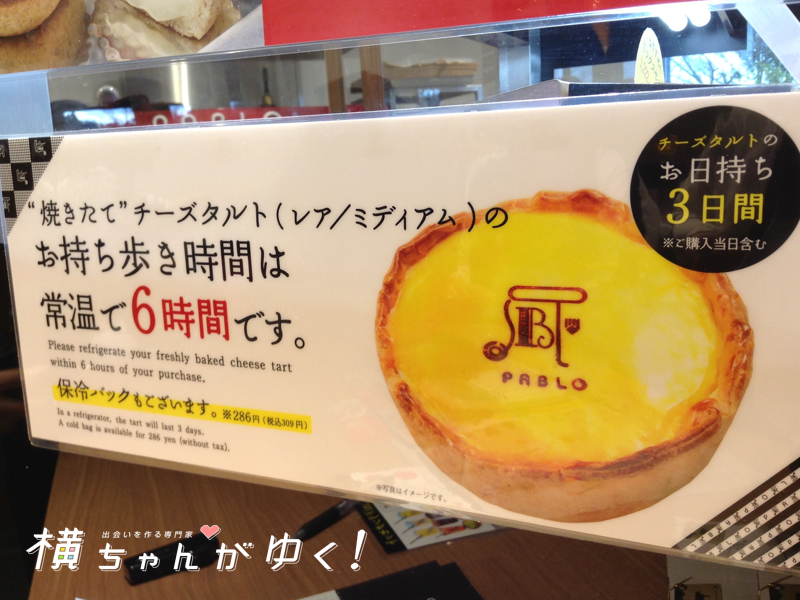 "焼きたて"チーズタルト(レア/ミディアム)の
お持ち歩き時間は
常温で6時間です。
Please refrigerate your freshly baked cheese tart
within 6 hours of your purchase.
保冷バックもございます。※286円(税込309円)
In a refrigerator, the tart will last 3 days.
A cold bag is available for 286 yen (without tax).
チーズタルトの
お日持ち
3日間
※ご購入当日含む
PABLO
※写真はイメージです。
出会いを作る専門家
横ちゃんがゆく!